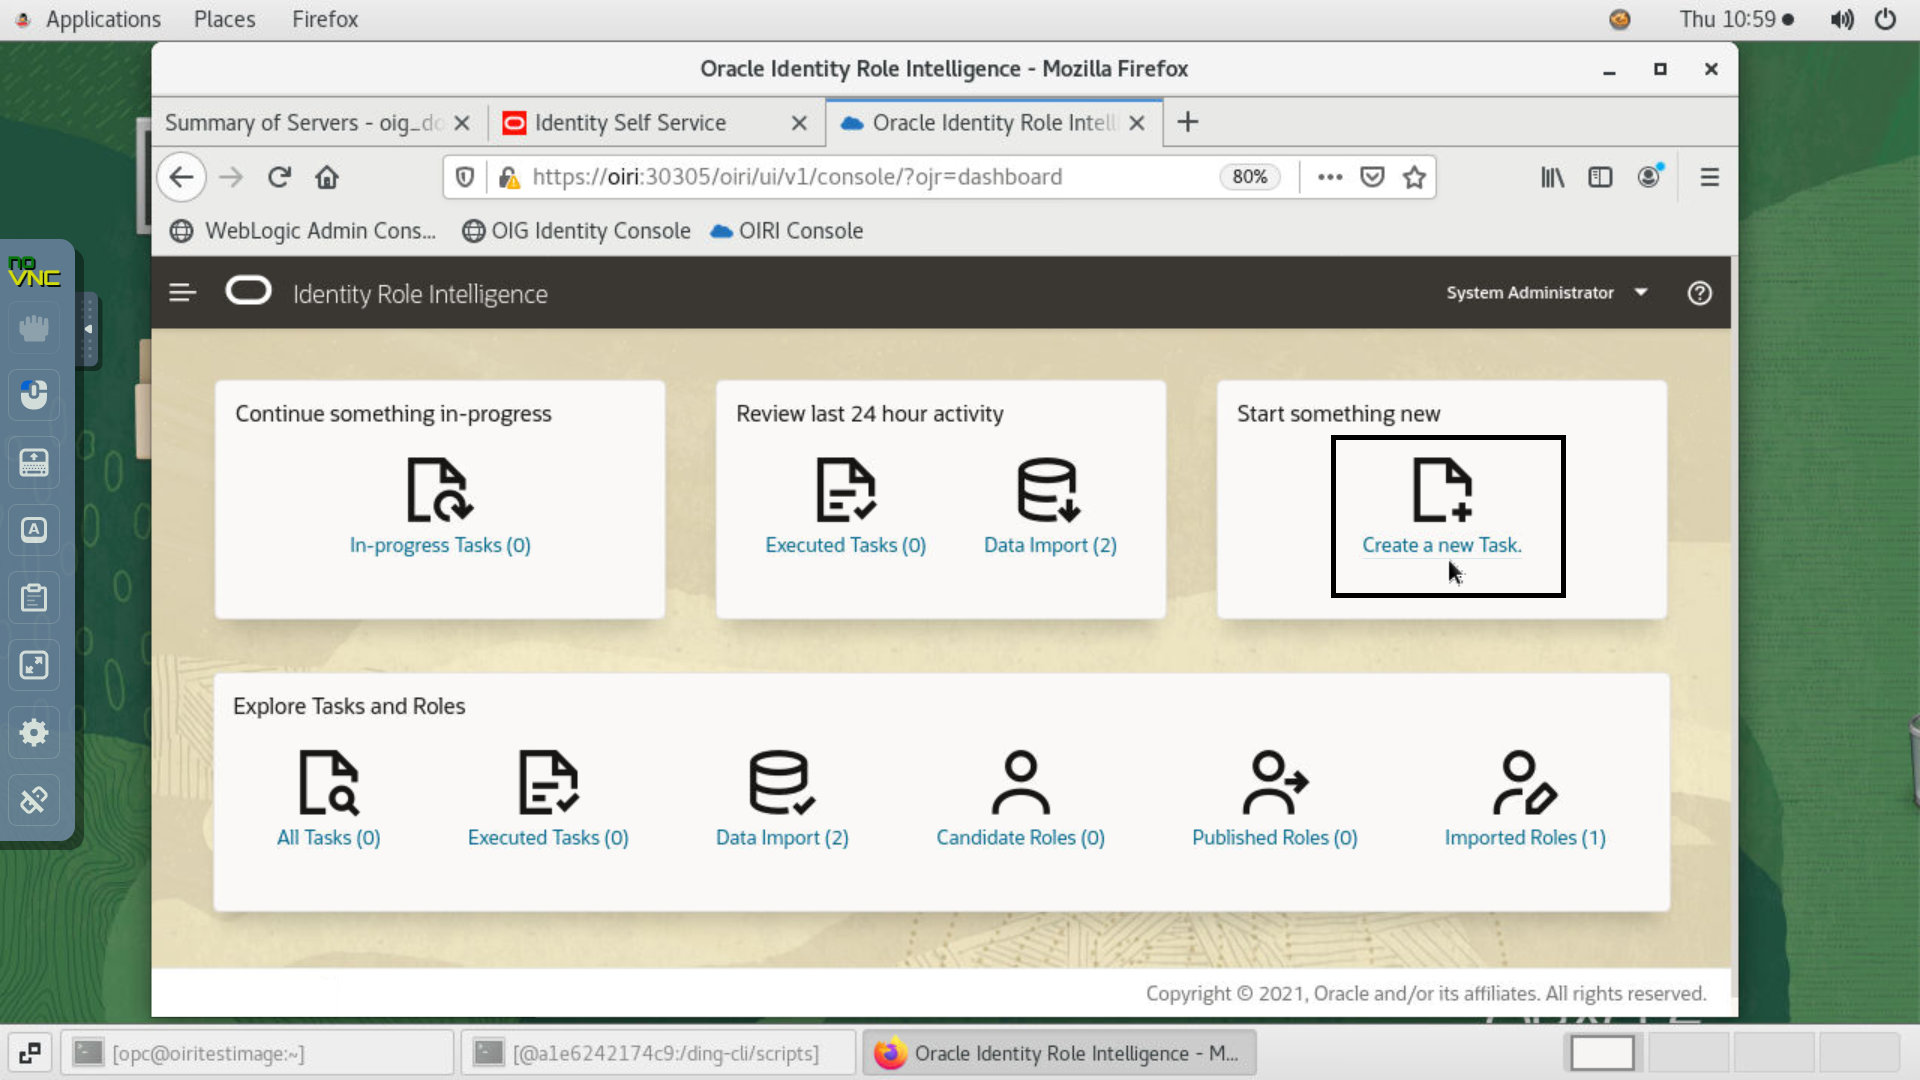 Applications Places Firefox Thu 10:59
Oracle Identity Role Intelligence - Mozilla Firefox
Summary of Servers - oig_do Identity Self Service Oracle Identity Role Intell
https://oiri:30305/oiri/ui/v1/console/?ojr=dashboard 80%
WebLogic Admin Cons... OIG Identity Console OIRI Console
no
VNC
Identity Role Intelligence System Administrator
Continue something in-progress
In-progress Tasks (0)
Review last 24 hour activity
Executed Tasks (0) Data Import (2)
Start something new
Create a new Task.
A
Explore Tasks and Roles
All Tasks (0) Executed Tasks (0) Data Import (2) Candidate Roles (0) Published Roles (0) Imported Roles (1)
Copyright © 2021, Oracle and/or its affiliates. All rights reserved.
[opc@oiritestimage:~] [@a1e6242174c9:/ding-cli/scripts] Oracle Identity Role Intelligence - M...